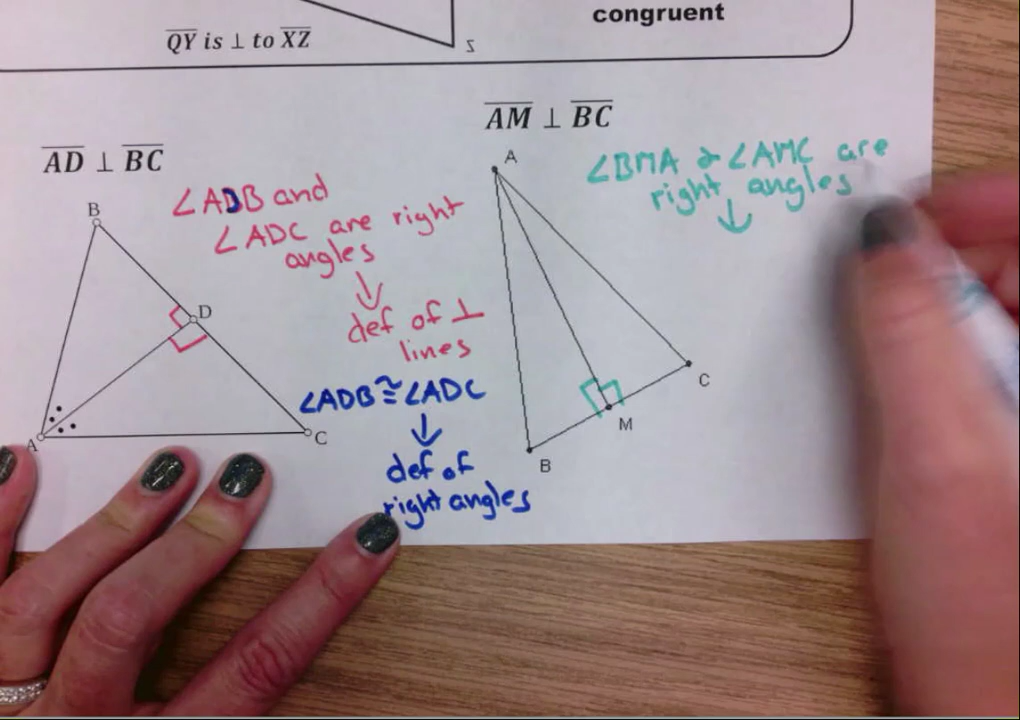 QY is ⊥ to XZ
Z
congruent
AD ⊥ BC
∠ADB and
∠ADC are right
angles
↓
def of ⊥
lines
∠ADB ≅ ∠ADC
↓
def of
right angles
B
D
A
C
AM ⊥ BC
∠BMA & ∠AMC are
right angles
↓
A
C
M
B